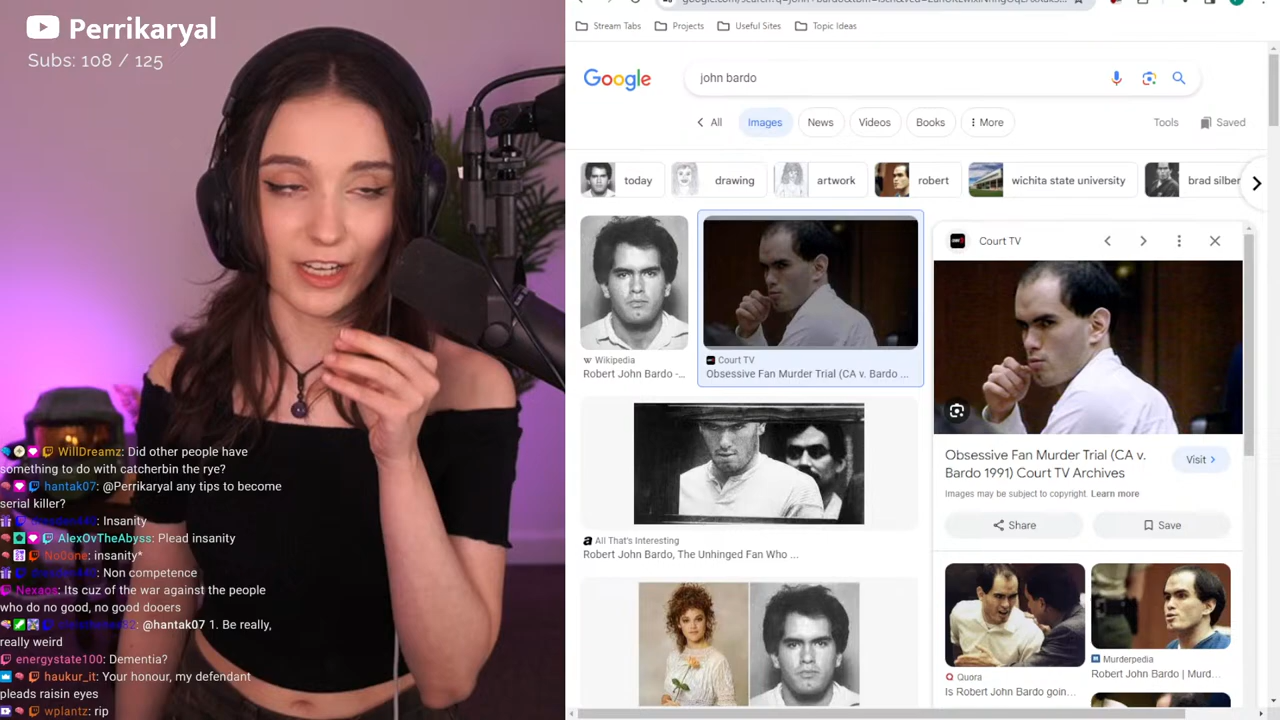 Perrikaryal
Subs: 108 / 125
WillDreamz: Did other people have
something to do with catcherbin the rye?
hantak07: @Perrikaryal any tips to become
serial killer?
Insanity
AlexOvTheAbyss: Plead insanity
No0one: insanity*
Non competence
Nexaos: Its cuz of the war against the people
who do no good, no good dooers
@hantak07 1. Be really,
really weird
energystate100: Dementia?
haukur_it: Your honour, my defendant
pleads raisin eyes
wplantz: rip
Stream Tabs
Projects
Useful Sites
Topic Ideas
Google
john bardo
All
Images
News
Videos
Books
More
Tools
Saved
today
drawing
artwork
robert
wichita state university
brad silber
Wikipedia
Robert John Bardo -...
Court TV
Obsessive Fan Murder Trial (CA v. Bardo ...
All That's Interesting
Robert John Bardo, The Unhinged Fan Who ...
Court TV
Obsessive Fan Murder Trial (CA v.
Bardo 1991) Court TV Archives
Visit
Images may be subject to copyright. Learn more
Share
Save
Quora
Is Robert John Bardo goin...
Murderpedia
Robert John Bardo | Murd...